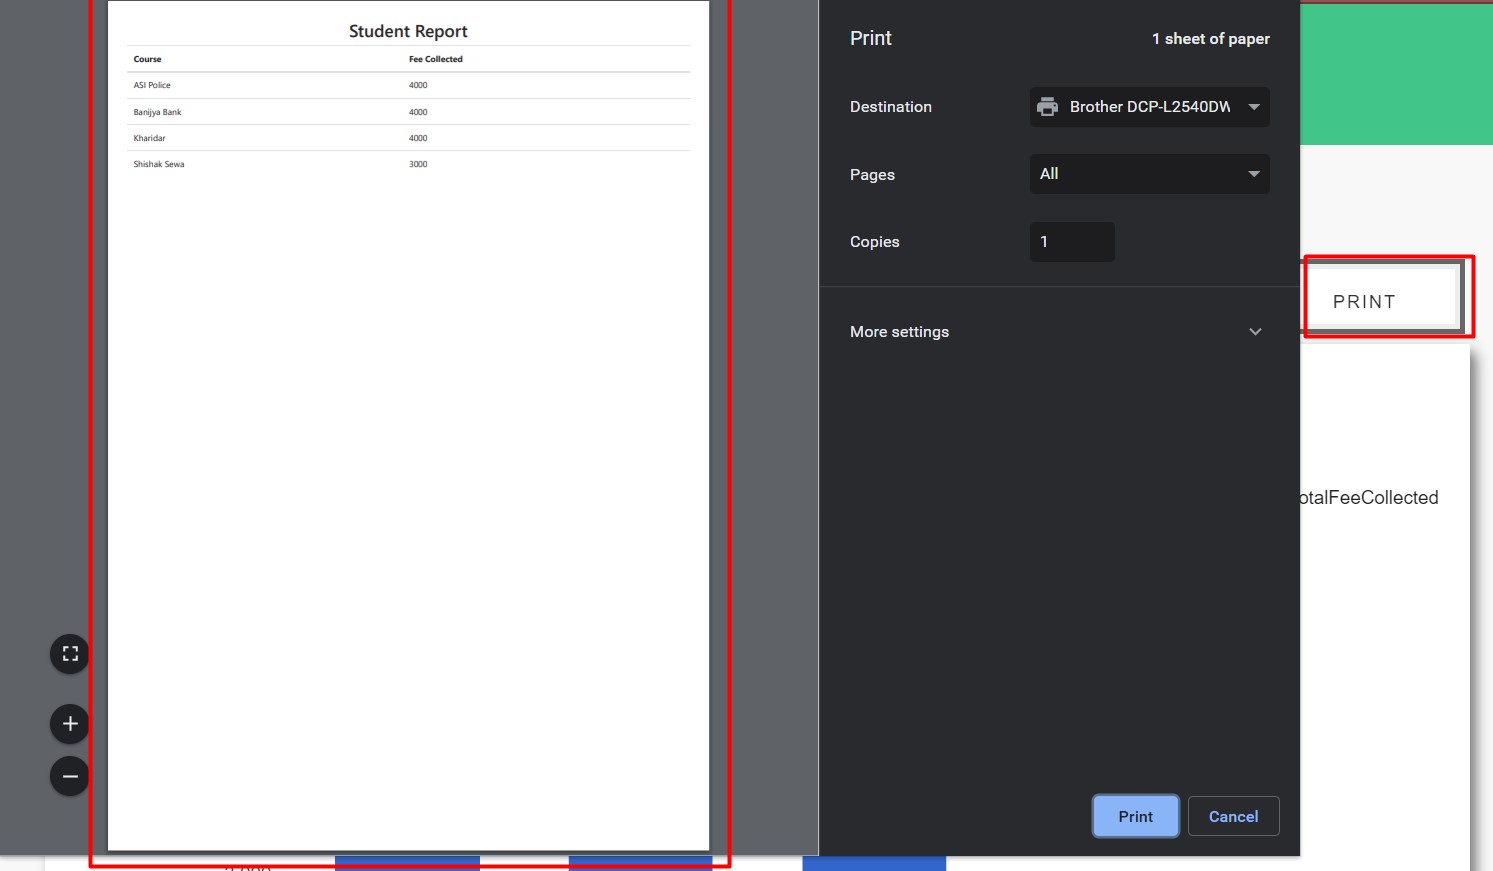 Student Report
Course Fee Collected
ASI Police 4000
Banijya Bank 4000
Kharidar 4000
Shishak Sewa 3000
Print 1 sheet of paper
Destination Brother DCP-L2540DW
Pages All
Copies 1
More settings
Print Cancel
PRINT
otalFeeCollected